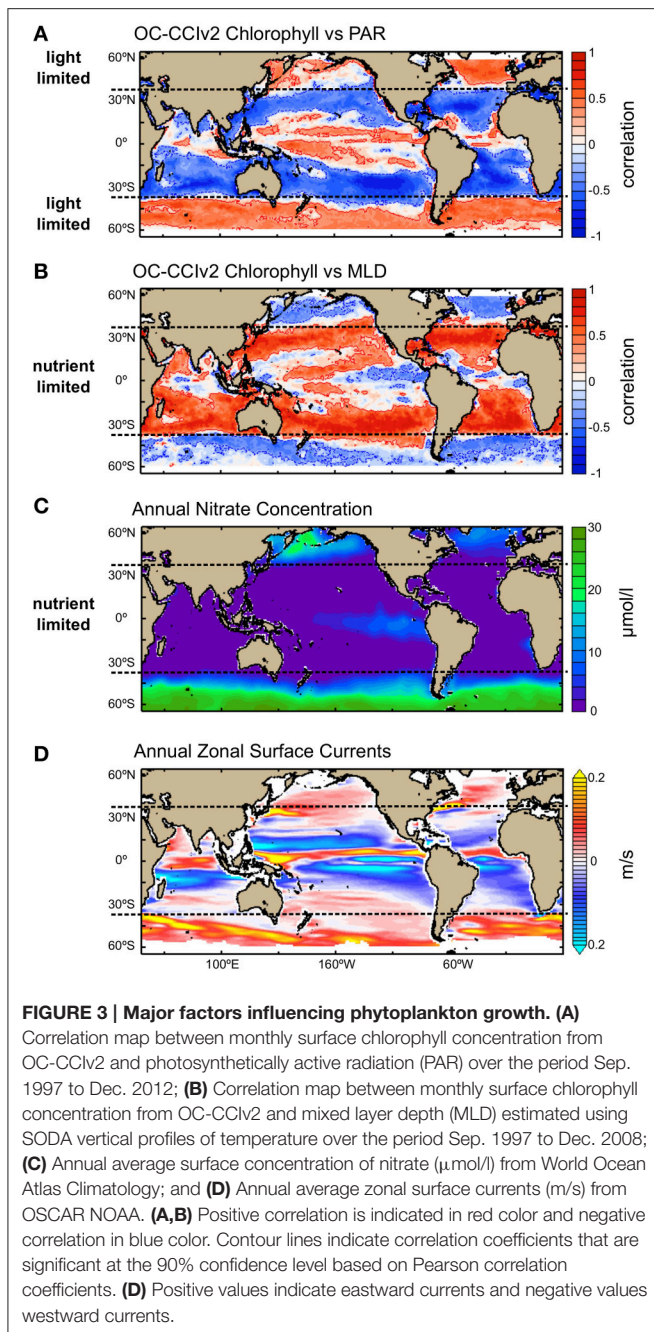 A
OC-CCIv2 Chlorophyll vs PAR
light
limited
60ºN
30ºN
0º
30ºS
60ºS
light
limited
1
0.5
0
-0.5
-1
correlation
B
OC-CCIv2 Chlorophyll vs MLD
60ºN
30ºN
0º
30ºS
60ºS
nutrient
limited
1
0.5
0
-0.5
-1
correlation
C
Annual Nitrate Concentration
60ºN
30ºN
0º
30ºS
60ºS
nutrient
limited
30
20
10
0
µmol/l
D
Annual Zonal Surface Currents
60ºN
30ºN
0º
30ºS
60ºS
100ºE
160ºW
60ºW
0.2
0
0.2
m/s
FIGURE 3 | Major factors influencing phytoplankton growth. (A)
Correlation map between monthly surface chlorophyll concentration from
OC-CCIv2 and photosynthetically active radiation (PAR) over the period Sep.
1997 to Dec. 2012; (B) Correlation map between monthly surface chlorophyll
concentration from OC-CCIv2 and mixed layer depth (MLD) estimated using
SODA vertical profiles of temperature over the period Sep. 1997 to Dec. 2008;
(C) Annual average surface concentration of nitrate (µmol/l) from World Ocean
Atlas Climatology; and (D) Annual average zonal surface currents (m/s) from
OSCAR NOAA. (A,B) Positive correlation is indicated in red color and negative
correlation in blue color. Contour lines indicate correlation coefficients that are
significant at the 90% confidence level based on Pearson correlation
coefficients. (D) Positive values indicate eastward currents and negative values
westward currents.